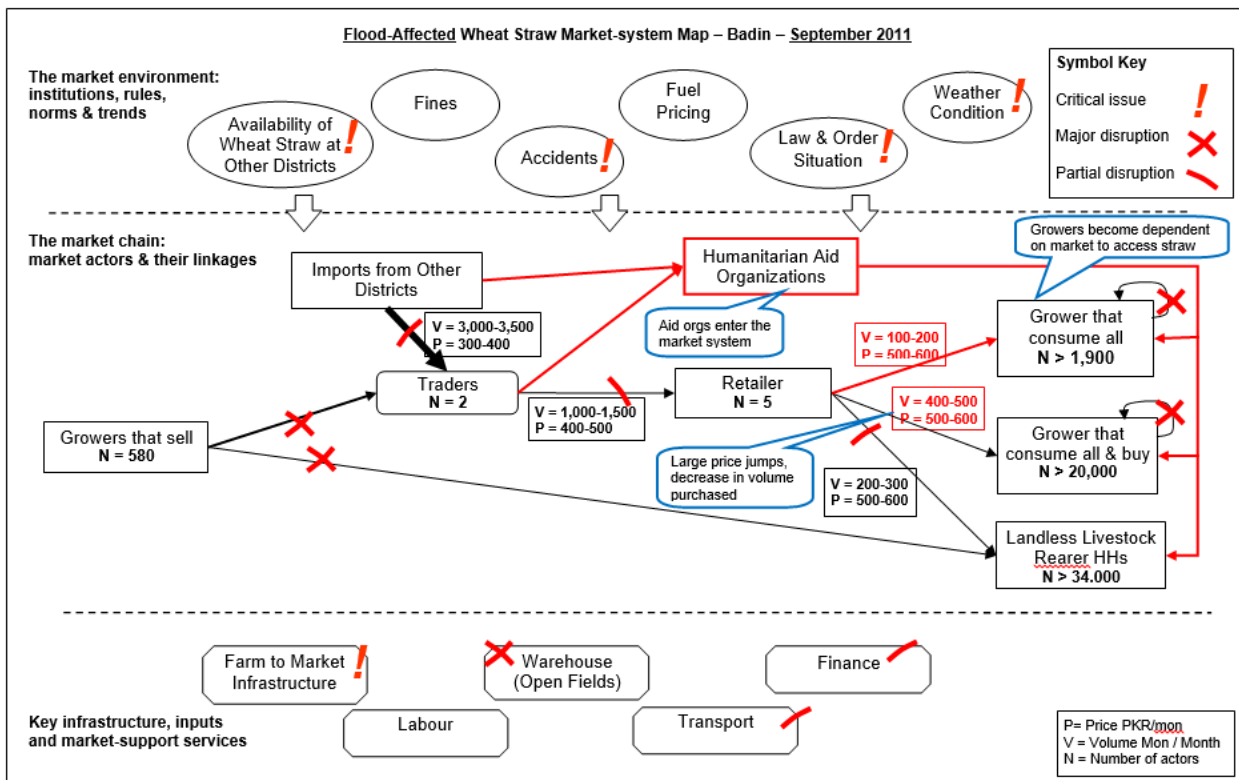 Flood-Affected Wheat Straw Market-system Map – Badin – September 2011
The market environment:
institutions, rules,
norms & trends
Availability of
Wheat Straw at
Other Districts
Fines
Accidents
Fuel
Pricing
Law & Order
Situation
Weather
Condition
Symbol Key
Critical issue
Major disruption
Partial disruption
The market chain:
market actors & their linkages
Imports from Other
Districts
Humanitarian Aid
Organizations
Growers become dependent
on market to access straw
V = 3,000-3,500
P = 300-400
Aid orgs enter the
market system
V = 100-200
P = 500-600
Grower that
consume all
N > 1,900
Traders
N = 2
V = 1,000-1,500
P = 400-500
Retailer
N = 5
V = 400-500
P = 500-600
Growers that sell
N = 580
Large price jumps,
decrease in volume
purchased
V = 200-300
P = 500-600
Grower that
consume all & buy
N > 20,000
Landless Livestock
Rearer HHs
N > 34.000
Farm to Market
Infrastructure
Warehouse
(Open Fields)
Finance
Labour
Transport
Key infrastructure, inputs
and market-support services
P= Price PKR/mon
V = Volume Mon / Month
N = Number of actors